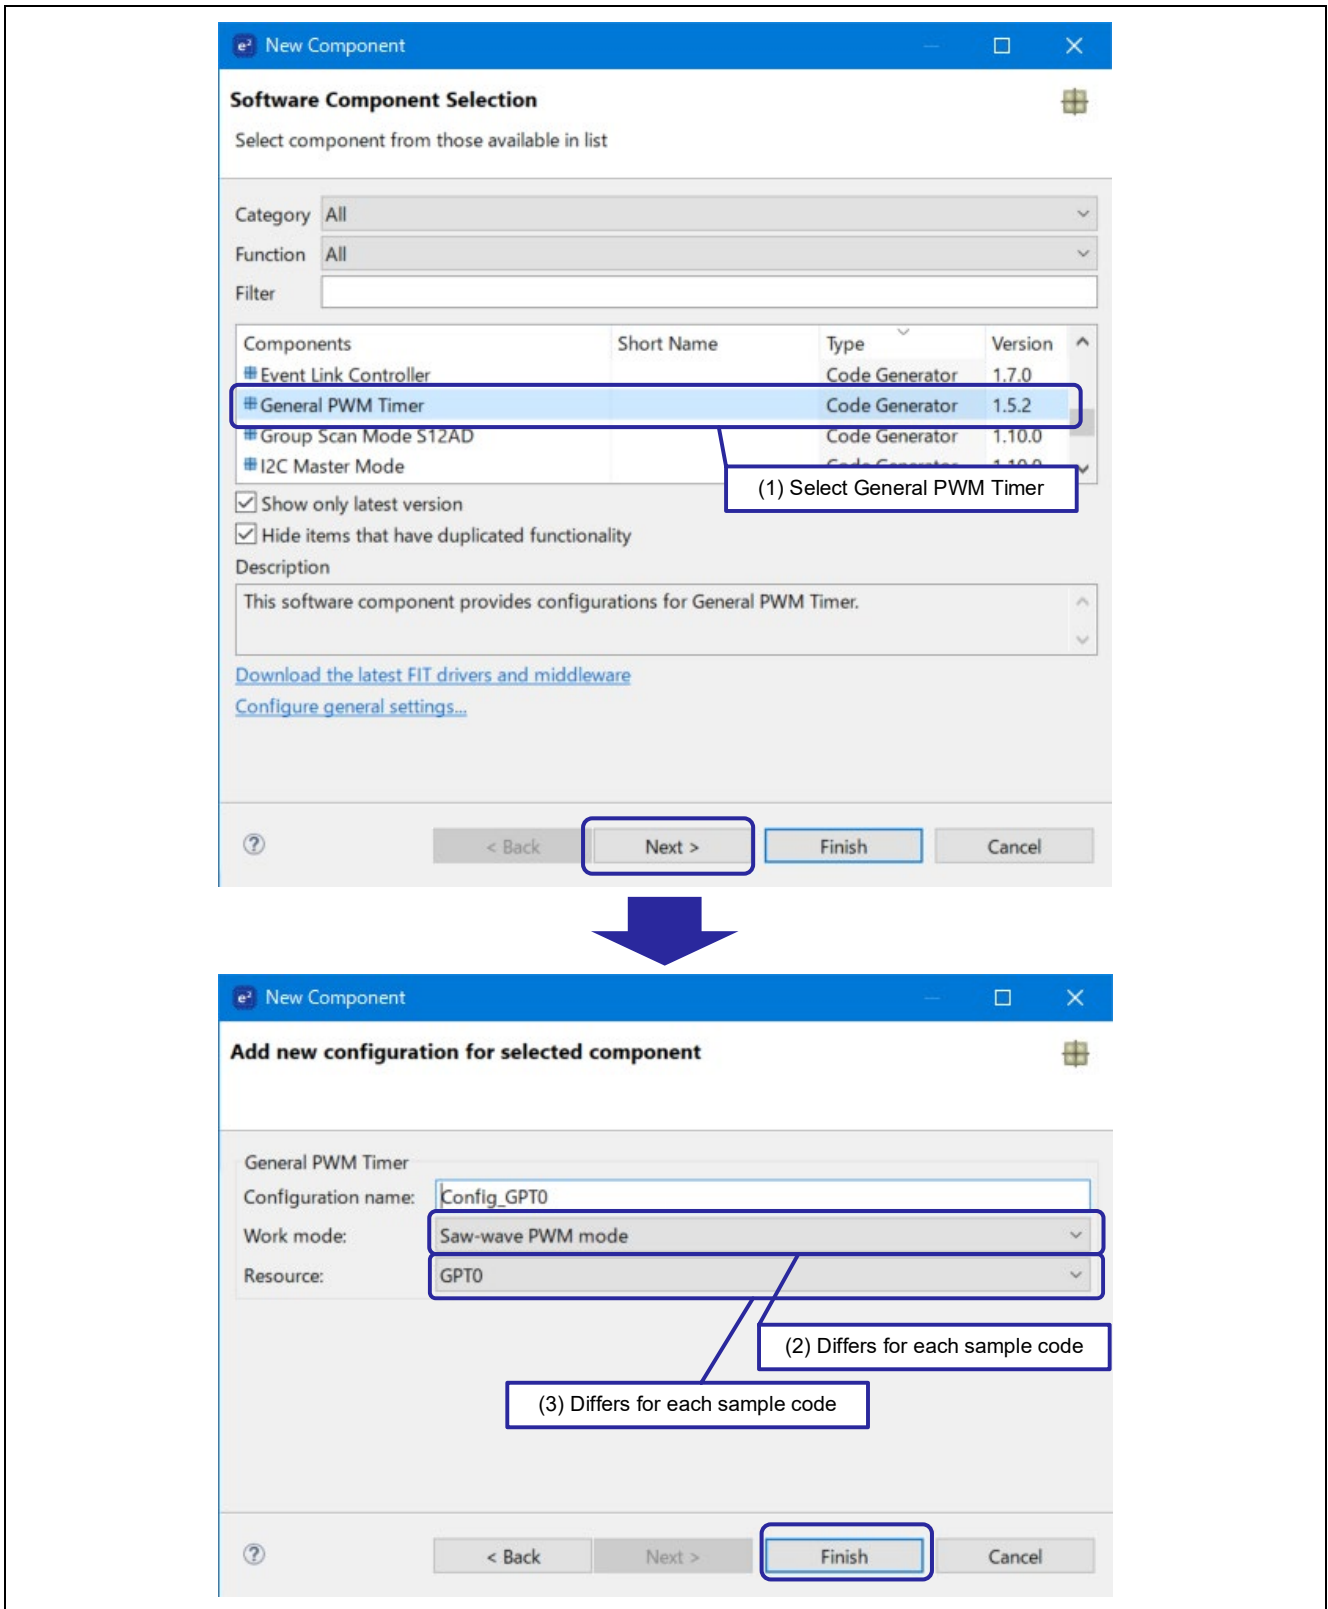 e² New Component
Software Component Selection
Select component from those available in list
Category All
Function All
Filter
Components Short Name Type Version
Event Link Controller Code Generator 1.7.0
General PWM Timer Code Generator 1.5.2
Group Scan Mode S12AD Code Generator 1.10.0
I2C Master Mode
(1) Select General PWM Timer
Show only latest version
Hide items that have duplicated functionality
Description
This software component provides configurations for General PWM Timer.
Download the latest FIT drivers and middleware
Configure general settings...
? < Back Next > Finish Cancel
e² New Component
Add new configuration for selected component
General PWM Timer
Configuration name: Config_GPT0
Work mode: Saw-wave PWM mode
Resource: GPT0
(2) Differs for each sample code
(3) Differs for each sample code
? < Back Next > Finish Cancel